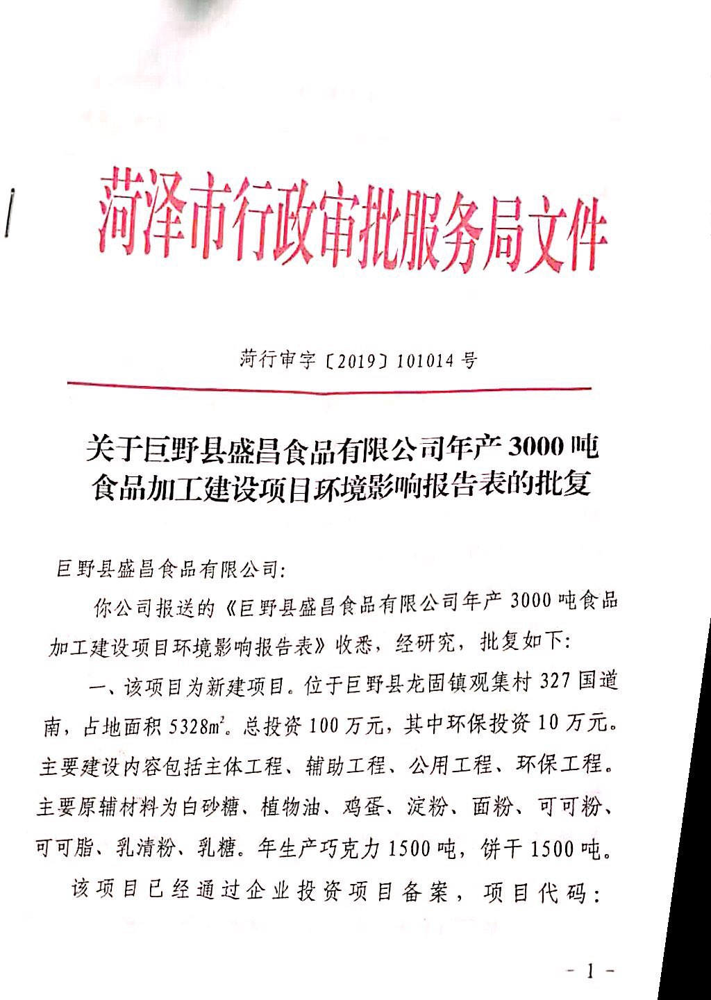 菏泽市行政审批服务局文件
菏行审字〔2019〕101014 号
关于巨野县盛昌食品有限公司年产 3000 吨
食品加工建设项目环境影响报告表的批复
巨野县盛昌食品有限公司:
你公司报送的《巨野县盛昌食品有限公司年产 3000 吨食品
加工建设项目环境影响报告表》收悉，经研究，批复如下:
一、该项目为新建项目。位于巨野县龙固镇观集村 327 国道
南，占地面积 5328㎡。总投资 100 万元，其中环保投资 10 万元。
主要建设内容包括主体工程、辅助工程、公用工程、环保工程。
主要原辅材料为白砂糖、植物油、鸡蛋、淀粉、面粉、可可粉、
可可脂、乳清粉、乳糖。年生产巧克力 1500 吨，饼干 1500 吨。
该项目已经通过企业投资项目备案，项目代码:
- 1 -